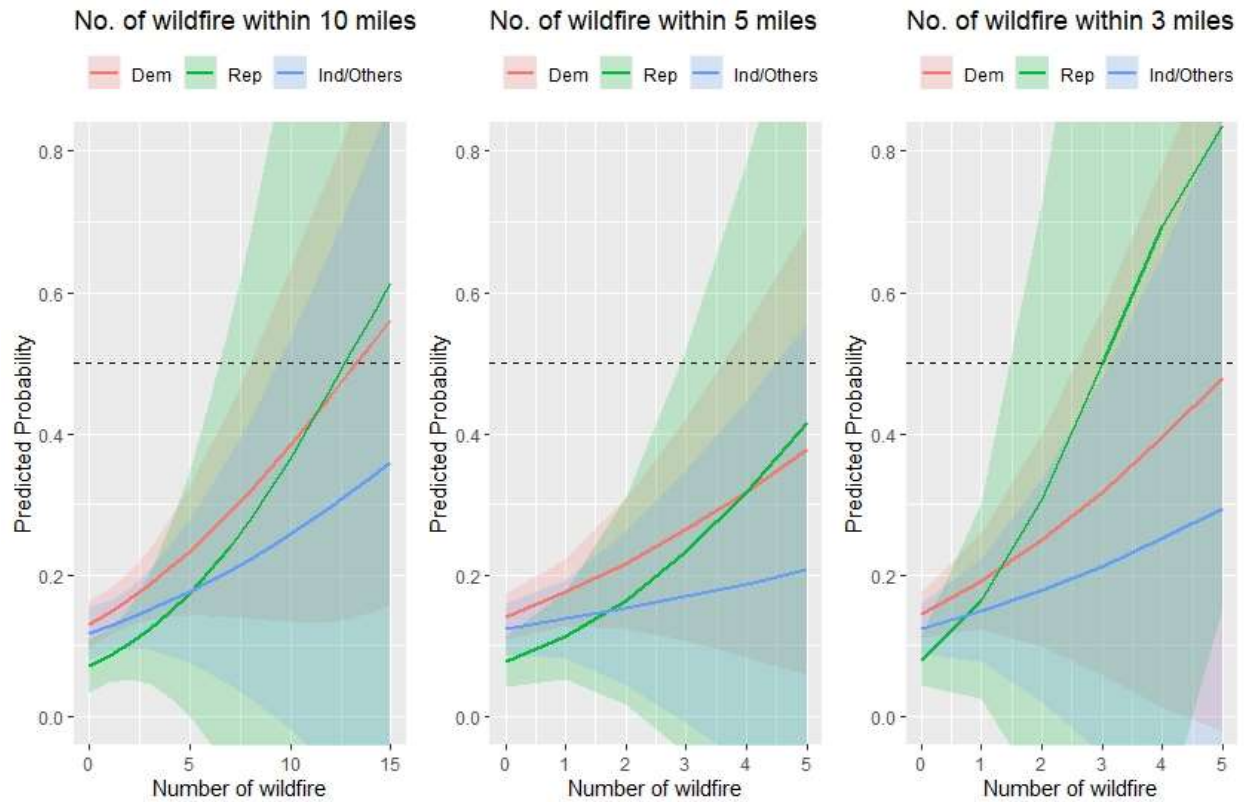 No. of wildfire within 10 miles
Dem Rep Ind/Others
Predicted Probability
0.8
0.6
0.4
0.2
0.0
0 5 10 15
Number of wildfire
No. of wildfire within 5 miles
Dem Rep Ind/Others
Predicted Probability
0.8
0.6
0.4
0.2
0.0
0 1 2 3 4 5
Number of wildfire
No. of wildfire within 3 miles
Dem Rep Ind/Others
Predicted Probability
0.8
0.6
0.4
0.2
0.0
0 1 2 3 4 5
Number of wildfire